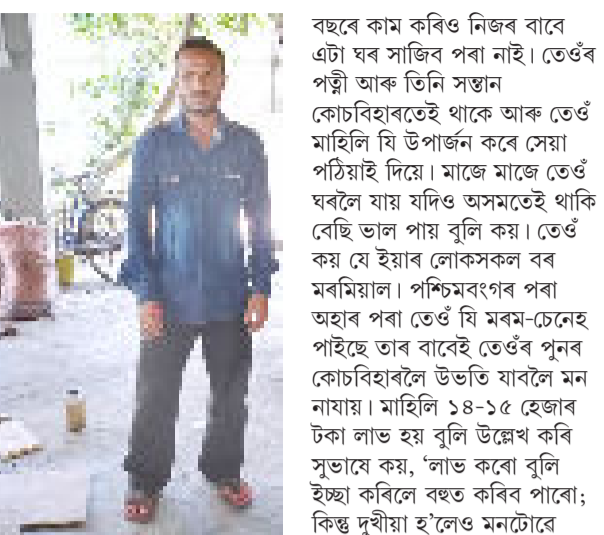 বছৰে কাম কৰিও নিজৰ বাবে
এটা ঘৰ সাজিব পৰা নাই। তেওঁৰ
পত্নী আৰু তিনি সন্তান
কোচবিহাৰতেই থাকে আৰু তেওঁ
মাহিলি যি উপাৰ্জন কৰে সেয়া
পঠিয়াই দিয়ে। মাজে মাজে তেওঁ
ঘৰলৈ যায় যদিও অসমতেই থাকি
বেছি ভাল পায় বুলি কয়। তেওঁ
কয় যে ইয়াৰ লোকসকল বৰ
মৰমিয়াল। পশ্চিমবংগৰ পৰা
অহাৰ পৰা তেওঁ যি মৰম-চেনেহ
পাইছে তাৰ বাবেই তেওঁৰ পুনৰ
কোচবিহাৰলৈ উভতি যাবলৈ মন
নাযায়। মাহিলি ১৪-১৫ হেজাৰ
টকা লাভ হয় বুলি উল্লেখ কৰি
সুভাষে কয়, ‘লাভ কৰো বুলি
ইচ্ছা কৰিলে বহুত কৰিব পাৰো;
কিন্তু দুখীয়া হ’লেও মনটোৱে